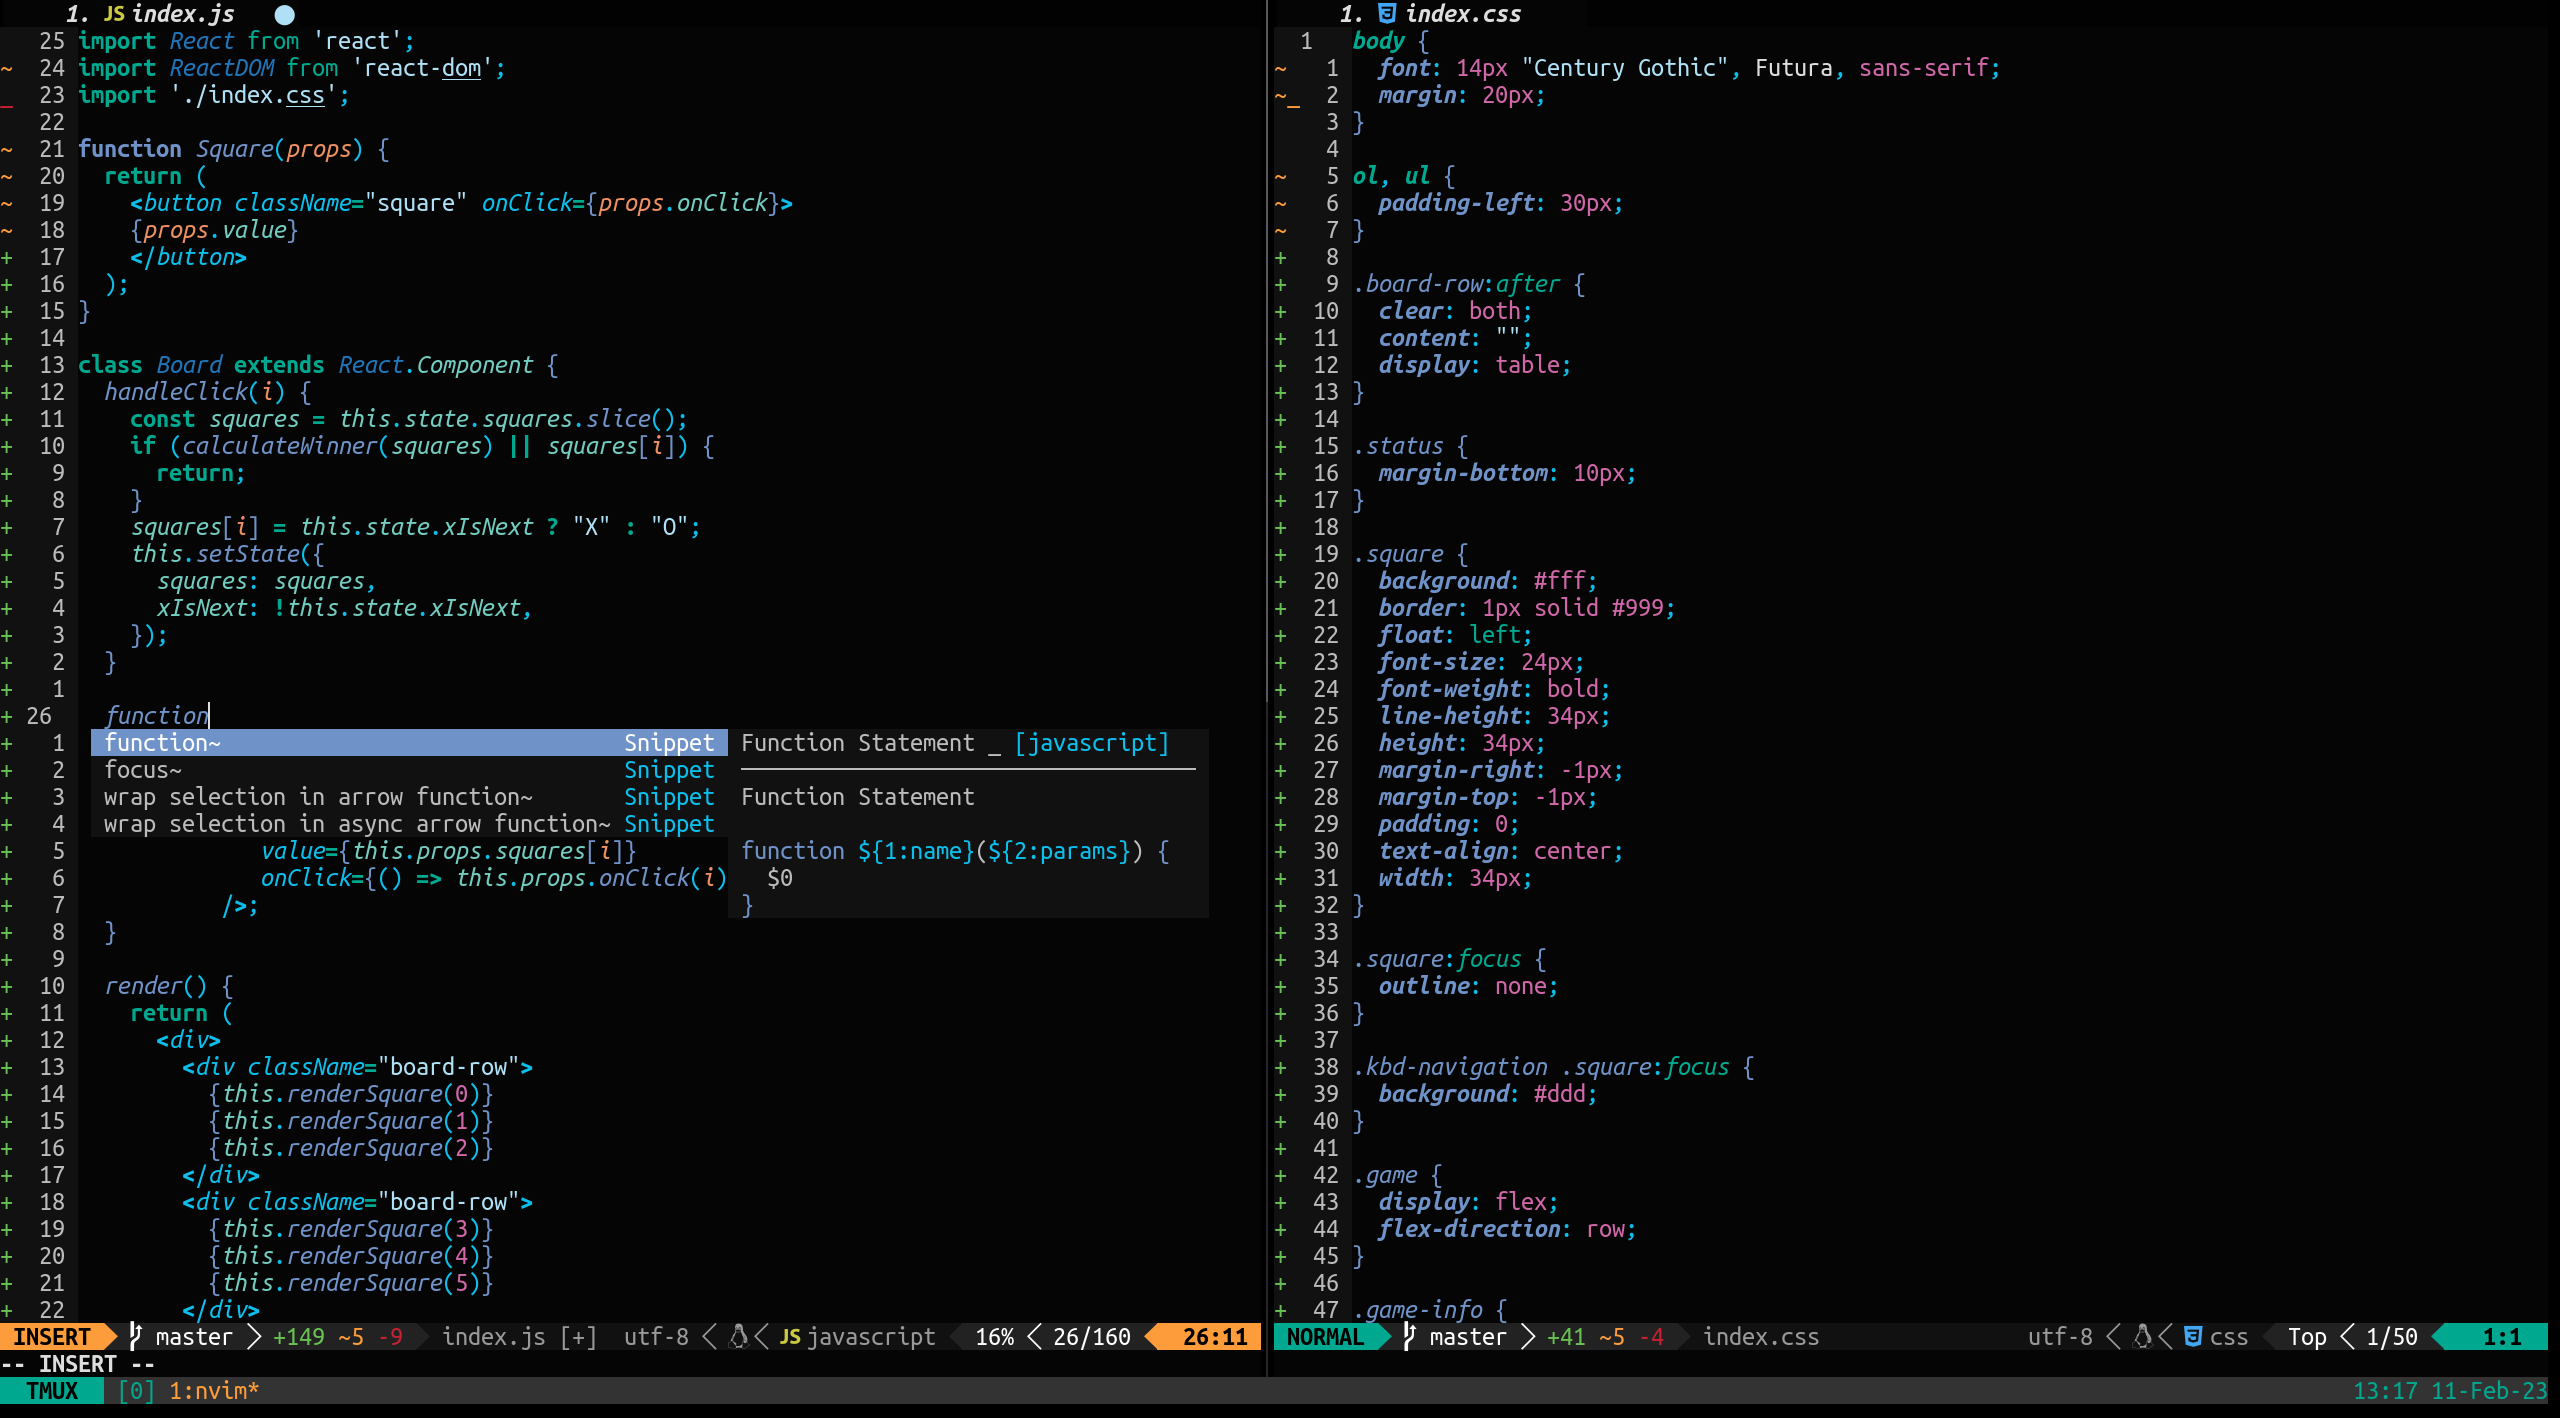 1. JS index.js
25 import React from 'react';
~ 24 import ReactDOM from 'react-dom';
_ 23 import './index.css';
22
~ 21 function Square(props) {
~ 20   return (
~ 19     <button className="square" onClick={props.onClick}>
~ 18     {props.value}
+ 17     </button>
+ 16   );
+ 15 }
+ 14
+ 13 class Board extends React.Component {
+ 12   handleClick(i) {
+ 11     const squares = this.state.squares.slice();
+ 10     if (calculateWinner(squares) || squares[i]) {
+ 9       return;
+ 8     }
+ 7     squares[i] = this.state.xIsNext ? "X" : "O";
+ 6     this.setState({
+ 5       squares: squares,
+ 4       xIsNext: !this.state.xIsNext,
+ 3     });
+ 2   }
+ 1
+ 26   function
+ 1 function~ Snippet
+ 2 focus~ Snippet
+ 3 wrap selection in arrow function~ Snippet
+ 4 wrap selection in async arrow function~ Snippet
+ 5 value={this.props.squares[i]}
+ 6 onClick={() => this.props.onClick(i)
+ 7 />;
+ 8   }
+ 9
+ 10   render() {
+ 11     return (
+ 12       <div>
+ 13         <div className="board-row">
+ 14           {this.renderSquare(0)}
+ 15           {this.renderSquare(1)}
+ 16           {this.renderSquare(2)}
+ 17         </div>
+ 18         <div className="board-row">
+ 19           {this.renderSquare(3)}
+ 20           {this.renderSquare(4)}
+ 21           {this.renderSquare(5)}
+ 22         </div>
Function Statement _ [javascript]
Function Statement
function ${1:name}(${2:params}) {
  $0
}
INSERT master +149 ~5 -9 index.js [+] utf-8 JS javascript 16% 26/160 26:11
-- INSERT --
1. index.css
1 body {
~ 1   font: 14px "Century Gothic", Futura, sans-serif;
~_ 2   margin: 20px;
3 }
4
~ 5 ol, ul {
~ 6   padding-left: 30px;
~ 7 }
+ 8
+ 9 .board-row:after {
+ 10   clear: both;
+ 11   content: "";
+ 12   display: table;
+ 13 }
+ 14
+ 15 .status {
+ 16   margin-bottom: 10px;
+ 17 }
+ 18
+ 19 .square {
+ 20   background: #fff;
+ 21   border: 1px solid #999;
+ 22   float: left;
+ 23   font-size: 24px;
+ 24   font-weight: bold;
+ 25   line-height: 34px;
+ 26   height: 34px;
+ 27   margin-right: -1px;
+ 28   margin-top: -1px;
+ 29   padding: 0;
+ 30   text-align: center;
+ 31   width: 34px;
+ 32 }
+ 33
+ 34 .square:focus {
+ 35   outline: none;
+ 36 }
+ 37
+ 38 .kbd-navigation .square:focus {
+ 39   background: #ddd;
+ 40 }
+ 41
+ 42 .game {
+ 43   display: flex;
+ 44   flex-direction: row;
+ 45 }
+ 46
+ 47 .game-info {
NORMAL master +41 ~5 -4 index.css utf-8 css Top 1/50 1:1
TMUX [0] 1:nvim* 13:17 11-Feb-23